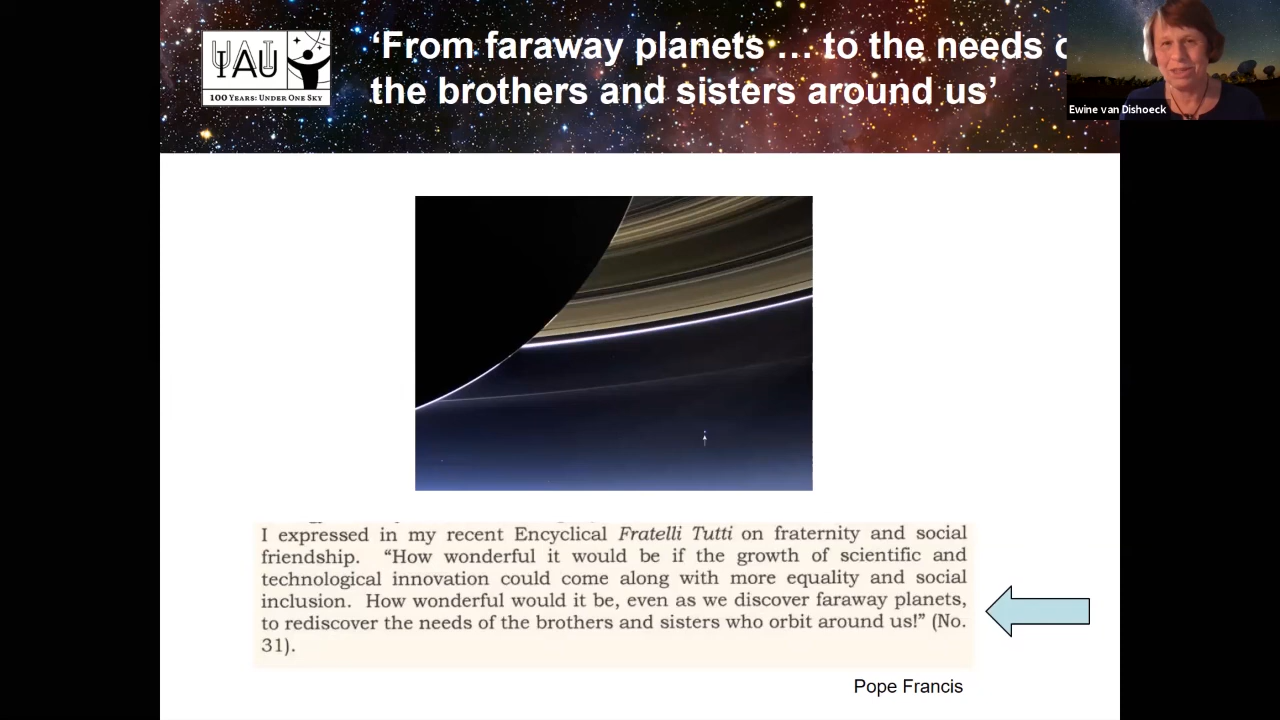 IAU
100 YEARS: UNDER ONE SKY
‘From faraway planets … to the needs
the brothers and sisters around us’
Ewine van Dishoeck
I expressed in my recent Encyclical Fratelli Tutti on fraternity and social
friendship. “How wonderful it would be if the growth of scientific and
technological innovation could come along with more equality and social
inclusion. How wonderful would it be, even as we discover faraway planets,
to rediscover the needs of the brothers and sisters who orbit around us!” (No.
31).
Pope Francis